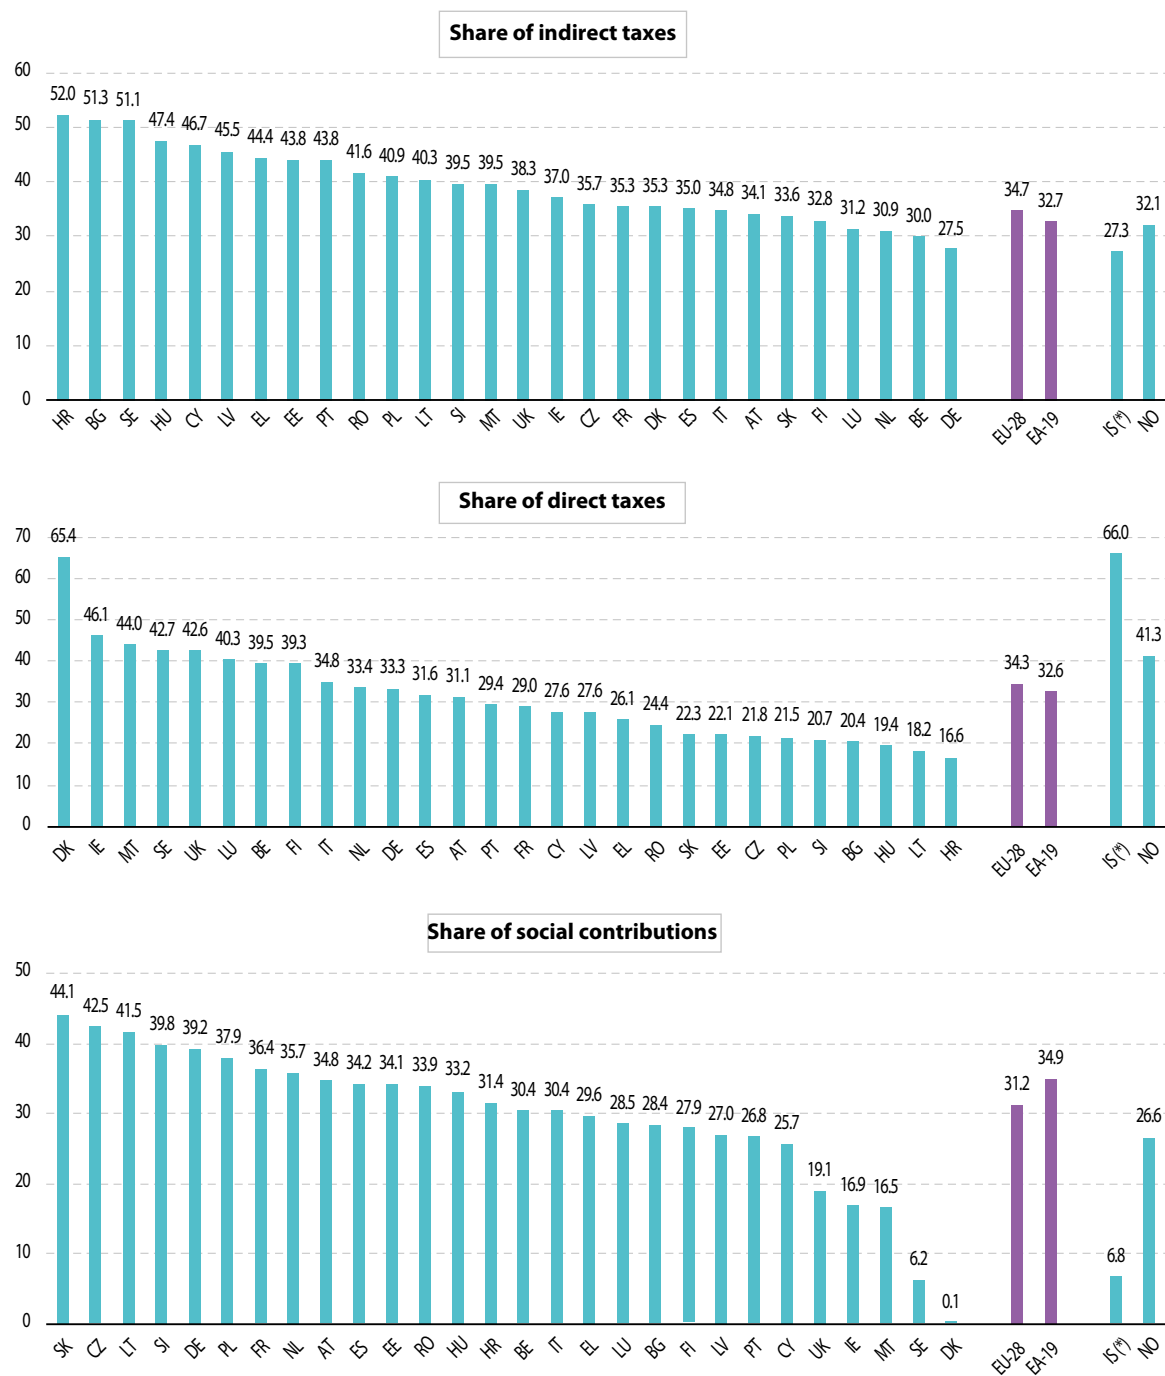 Share of indirect taxes
60
50
40
30
20
10
0
52.0 51.3 51.1 47.4 46.7 45.5 44.4 43.8 43.8 41.6 40.9 40.3 39.5 39.5 38.3 37.0 35.7 35.3 35.3 35.0 34.8 34.1 33.6 32.8 31.2 30.9 30.0 27.5 34.7 32.7 27.3 32.1
HR BG SE HU CY LV EL EE PT RO PL LT SI MT UK IE CZ FR DK ES IT AT SK FI LU NL BE DE EU-28 EA-19 IS (*) NO
Share of direct taxes
70
60
50
40
30
20
10
0
65.4 46.1 44.0 42.7 42.6 40.3 39.5 39.3 34.8 33.4 33.3 31.6 31.1 29.4 29.0 27.6 27.6 26.1 24.4 22.3 22.1 21.8 21.5 20.7 20.4 19.4 18.2 16.6 34.3 32.6 66.0 41.3
DK IE MT SE UK LU BE FI IT NL DE ES AT PT FR CY LV EL RO SK EE CZ PL SI BG HU LT HR EU-28 EA-19 IS (*) NO
Share of social contributions
50
40
30
20
10
0
44.1 42.5 41.5 39.8 39.2 37.9 36.4 35.7 34.8 34.2 34.1 33.9 33.2 31.4 30.4 30.4 29.6 28.5 28.4 27.9 27.0 26.8 25.7 19.1 16.9 16.5 6.2 0.1 31.2 34.9 6.8 26.6
SK CZ LT SI DE PL FR NL AT ES EE RO HU HR BE IT EL LU BG FI LV PT CY UK IE MT SE DK EU-28 EA-19 IS (*) NO